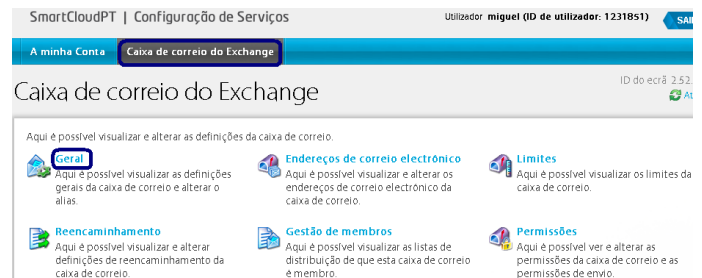 SmartCloudPT | Configuração de Serviços
Utilizador miguel (ID de utilizador: 1231851)
A minha Conta
Caixa de correio do Exchange
Caixa de correio do Exchange
ID do ecrã 2.52.
Aqui é possível visualizar e alterar as definições da caixa de correio.
Geral
Aqui é possível visualizar as definições
gerais da caixa de correio e alterar o
alias.
Endereços de correio electrónico
Aqui é possível visualizar e alterar os
endereços de correio electrónico da
caixa de correio.
Limites
Aqui é possível visualizar os limites da
caixa de correio.
Reencaminhamento
Aqui é possível visualizar e alterar
definições de reencaminhamento da
caixa de correio.
Gestão de membros
Aqui é possível visualizar as listas de
distribuição de que esta caixa de correio
é membro.
Permissões
Aqui é possível ver e alterar as
permissões da caixa de correio e as
permissões de envio.